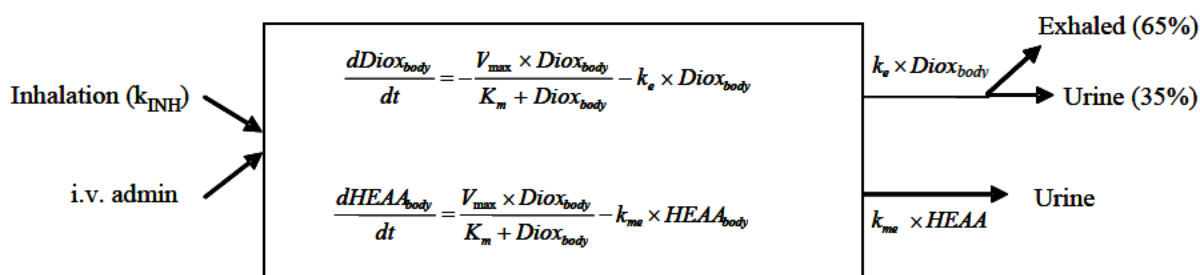 Exhaled (65%)
dDiox_body/dt = −(V_max × Diox_body)/(K_m + Diox_body) − k_e × Diox_body
k_e × Diox_body
Inhalation (k_INH)
Urine (35%)
i.v. admin
dHEAA_body/dt = (V_max × Diox_body)/(K_m + Diox_body) − k_me × HEAA_body
Urine
k_me × HEAA